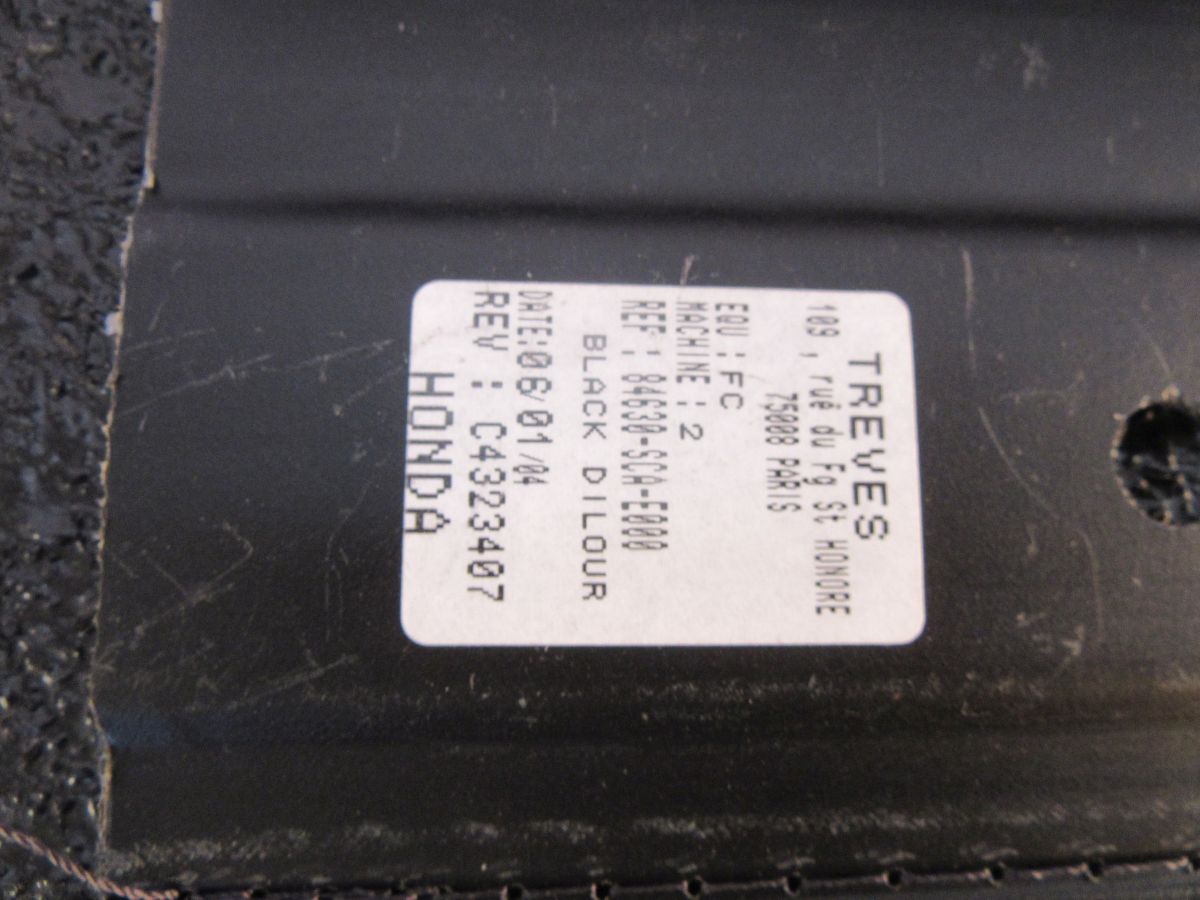 TREVES
109 , rue du Fg St HONORE
75008 PARIS
EQU : FC
MACHINE : 2
REF : 84630-SCA-E000
BLACK DILOUR
DATE:06/01/04
REV : C4323407
HONDA